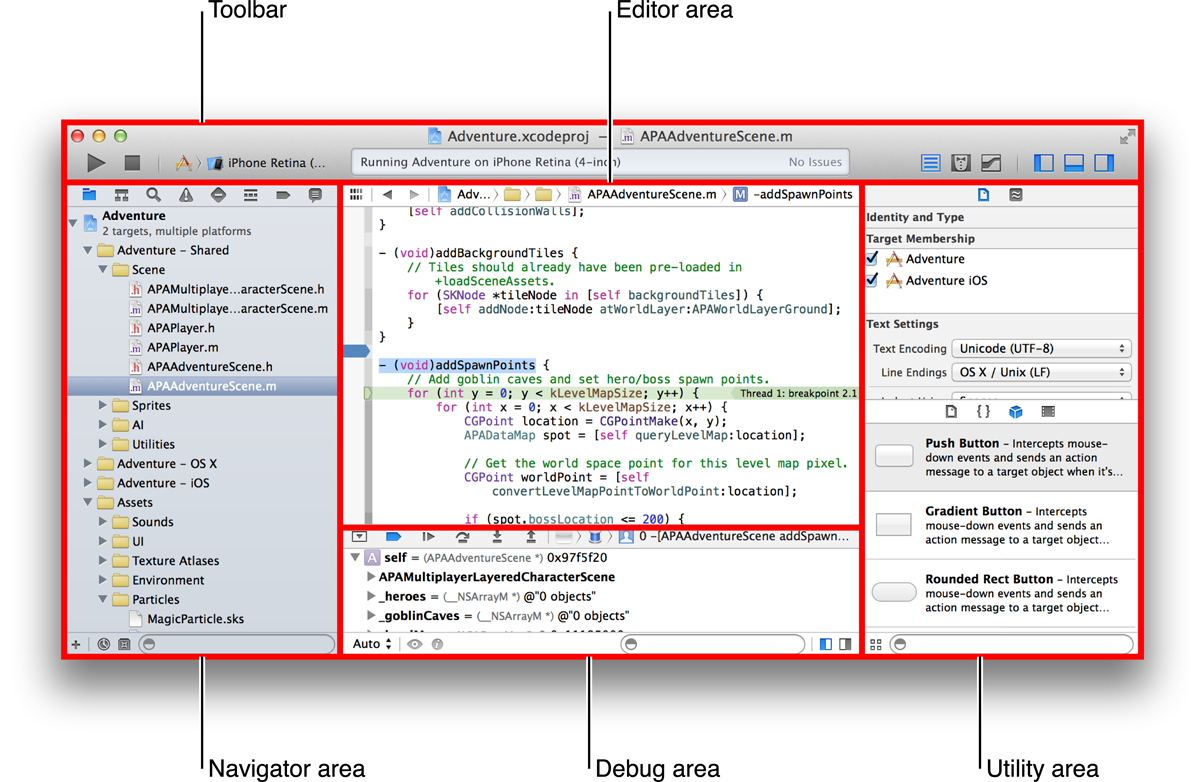 Toolbar
Editor area
Adventure.xcodeproj – APAAdventureScene.m
iPhone Retina (...
Running Adventure on iPhone Retina (4-inch)
No Issues
Adventure
2 targets, multiple platforms
Adventure – Shared
Scene
APAMultiplaye...aracterScene.h
APAMultiplaye...aracterScene.m
APAPlayer.h
APAPlayer.m
APAAdventureScene.h
APAAdventureScene.m
Sprites
AI
Utilities
Adventure – OS X
Adventure – iOS
Assets
Sounds
UI
Texture Atlases
Environment
Particles
MagicParticle.sks
Adv... APAAdventureScene.m M -addSpawnPoints
[self addCollisionWalls];
}
- (void)addBackgroundTiles {
// Tiles should already have been pre-loaded in
+loadSceneAssets.
for (SKNode *tileNode in [self backgroundTiles]) {
[self addNode:tileNode atWorldLayer:APAWorldLayerGround];
}
}
- (void)addSpawnPoints {
// Add goblin caves and set hero/boss spawn points.
for (int y = 0; y < kLevelMapSize; y++) {
Thread 1: breakpoint 2.1
for (int x = 0; x < kLevelMapSize; x++) {
CGPoint location = CGPointMake(x, y);
APADataMap spot = [self queryLevelMap:location];
// Get the world space point for this level map pixel.
CGPoint worldPoint = [self
convertLevelMapPointToWorldPoint:location];
if (spot.bossLocation <= 200) {
0 -[APAAdventureScene addSpawn...
A self = (APAAdventureScene *) 0x97f5f20
APAMultiplayerLayeredCharacterScene
_heroes = (__NSArrayM *) @"0 objects"
_goblinCaves = (__NSArrayM *) @"0 objects"
Auto
Identity and Type
Target Membership
Adventure
Adventure iOS
Text Settings
Text Encoding Unicode (UTF-8)
Line Endings OS X / Unix (LF)
{ }
Push Button – Intercepts mouse-
down events and sends an action
message to a target object when it's...
Gradient Button – Intercepts
mouse-down events and sends an
action message to a target object...
Rounded Rect Button – Intercepts
mouse-down events and sends an
action message to a target object...
Navigator area
Debug area
Utility area